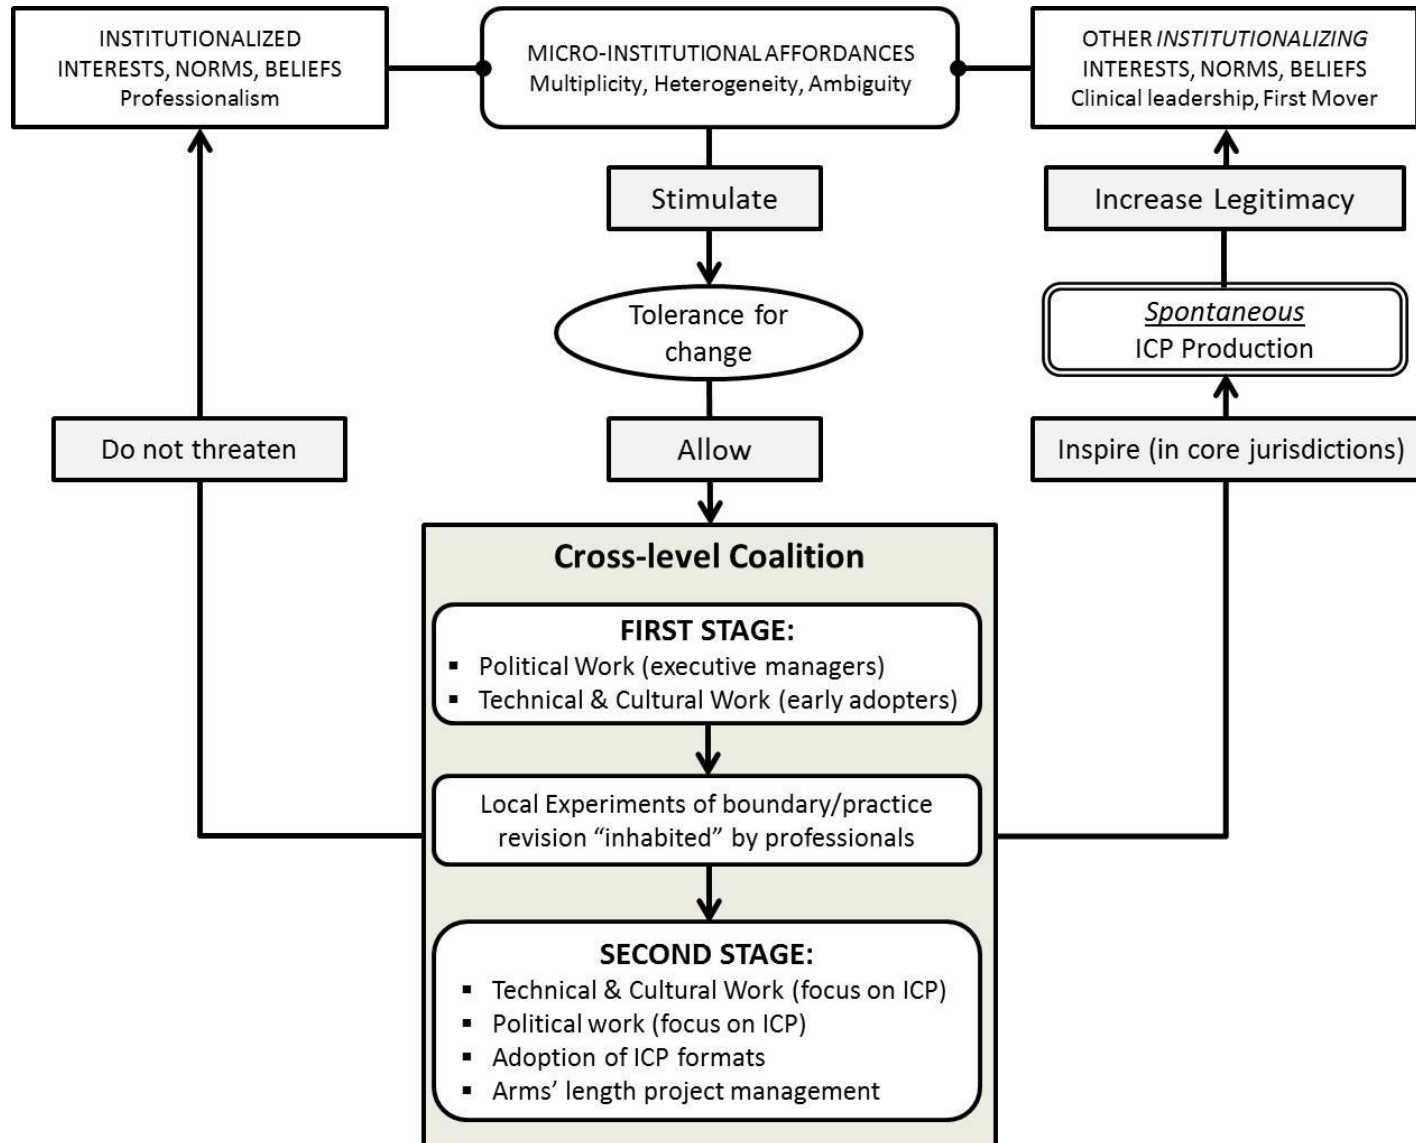 INSTITUTIONALIZED
INTERESTS, NORMS, BELIEFS
Professionalism
MICRO-INSTITUTIONAL AFFORDANCES
Multiplicity, Heterogeneity, Ambiguity
OTHER INSTITUTIONALIZING
INTERESTS, NORMS, BELIEFS
Clinical leadership, First Mover
Stimulate
Increase Legitimacy
Tolerance for
change
Spontaneous
ICP Production
Do not threaten
Allow
Inspire (in core jurisdictions)
Cross-level Coalition
FIRST STAGE:
▪ Political Work (executive managers)
▪ Technical & Cultural Work (early adopters)
Local Experiments of boundary/practice
revision “inhabited” by professionals
SECOND STAGE:
▪ Technical & Cultural Work (focus on ICP)
▪ Political work (focus on ICP)
▪ Adoption of ICP formats
▪ Arms’ length project management